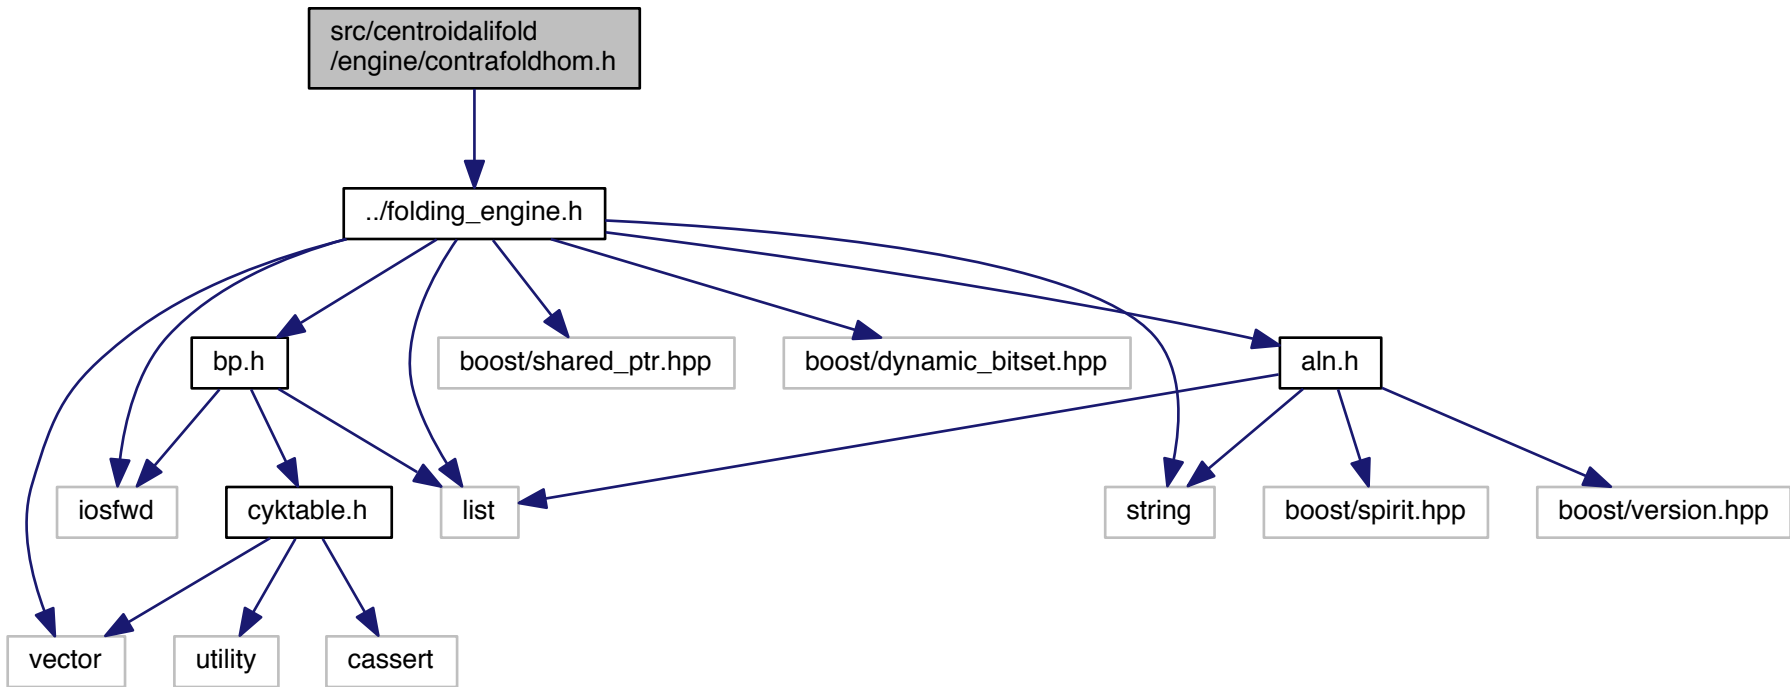 src/centroidalifold
/engine/contrafoldhom.h
../folding_engine.h
bp.h
boost/shared_ptr.hpp
boost/dynamic_bitset.hpp
aln.h
iosfwd
cyktable.h
list
string
boost/spirit.hpp
boost/version.hpp
vector
utility
cassert